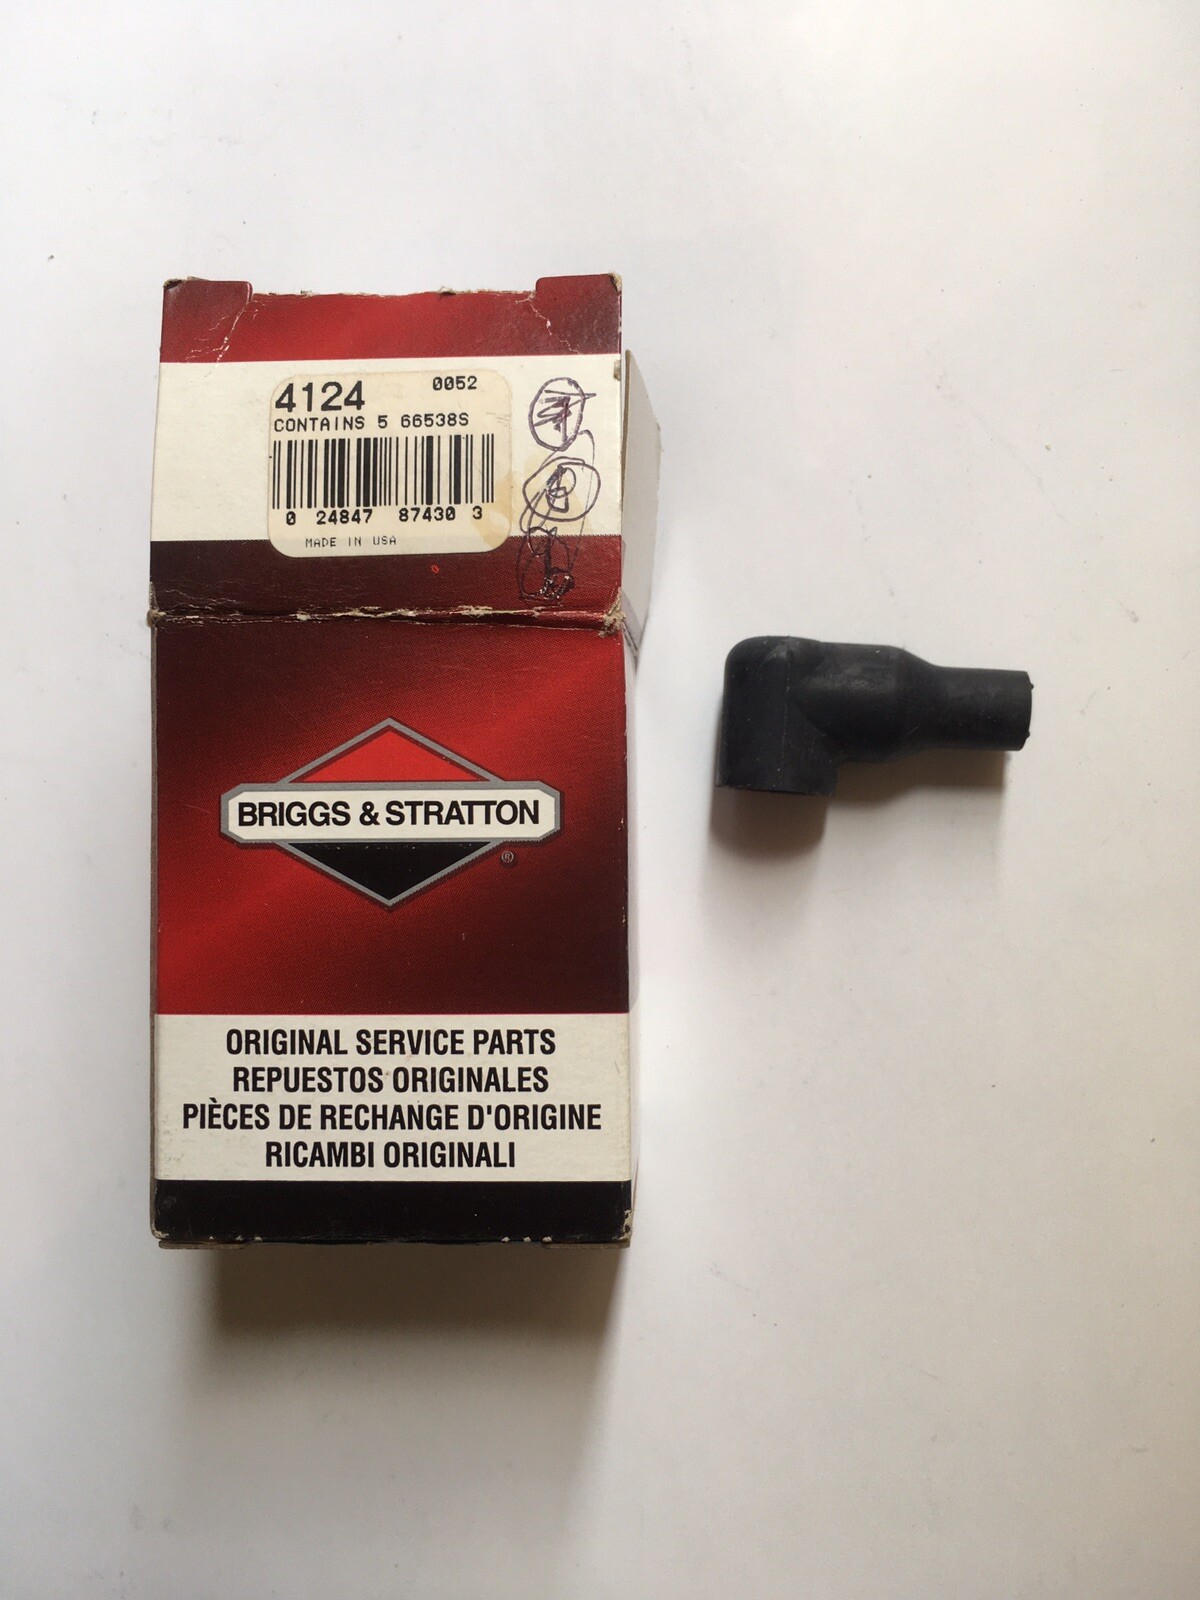 4124 0052
CONTAINS 5 66538S
0 24847 87430 3
MADE IN USA
BRIGGS & STRATTON
®
ORIGINAL SERVICE PARTS
REPUESTOS ORIGINALES
PIÈCES DE RECHANGE D'ORIGINE
RICAMBI ORIGINALI